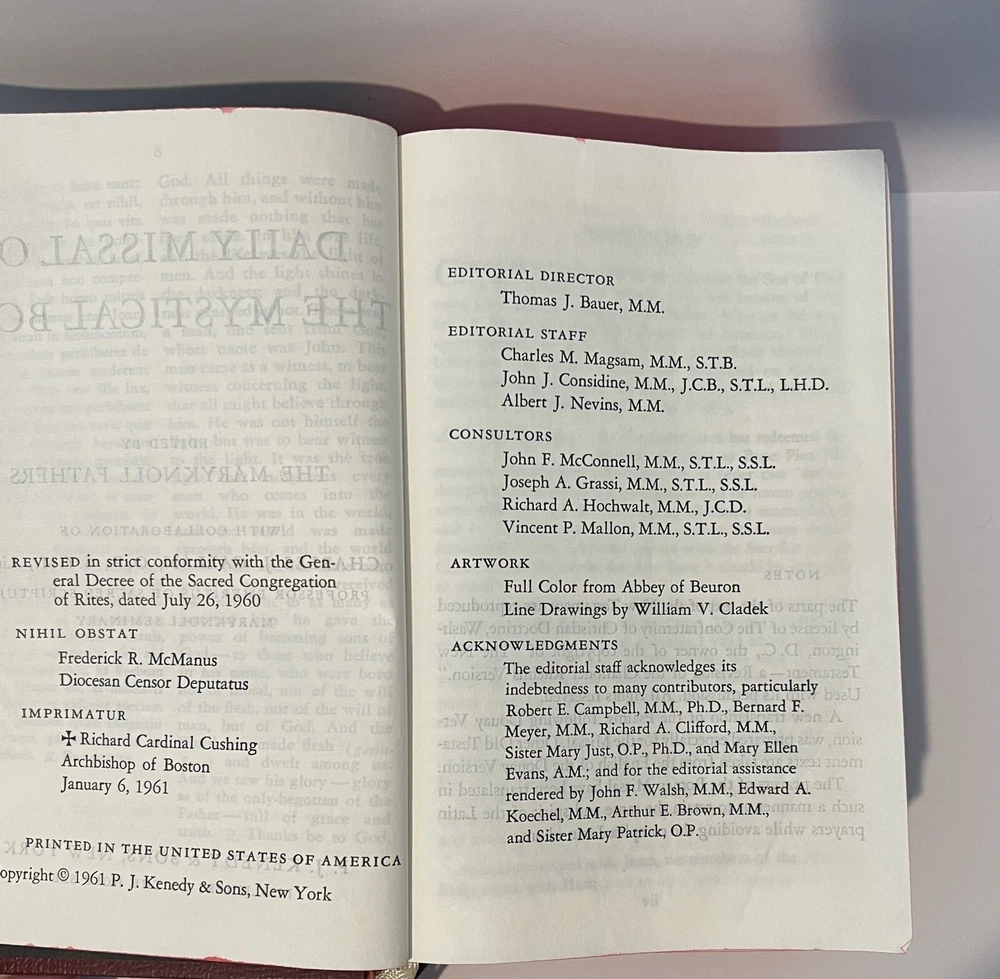 REVISED in strict conformity with the Gen-
eral Decree of the Sacred Congregation
of Rites, dated July 26, 1960
NIHIL OBSTAT
Frederick R. McManus
Diocesan Censor Deputatus
IMPRIMATUR
✠ Richard Cardinal Cushing
Archbishop of Boston
January 6, 1961
PRINTED IN THE UNITED STATES OF AMERICA
opyright © 1961 P. J. Kenedy & Sons, New York
EDITORIAL DIRECTOR
Thomas J. Bauer, M.M.
EDITORIAL STAFF
Charles M. Magsam, M.M., S.T.B.
John J. Considine, M.M., J.C.B., S.T.L., L.H.D.
Albert J. Nevins, M.M.
CONSULTORS
John F. McConnell, M.M., S.T.L., S.S.L.
Joseph A. Grassi, M.M., S.T.L., S.S.L.
Richard A. Hochwalt, M.M., J.C.D.
Vincent P. Mallon, M.M., S.T.L., S.S.L.
ARTWORK
Full Color from Abbey of Beuron
Line Drawings by William V. Cladek
ACKNOWLEDGMENTS
The editorial staff acknowledges its
indebtedness to many contributors, particularly
Robert E. Campbell, M.M., Ph.D., Bernard F.
Meyer, M.M., Richard A. Clifford, M.M.,
Sister Mary Just, O.P., Ph.D., and Mary Ellen
Evans, A.M.; and for the editorial assistance
rendered by John F. Walsh, M.M., Edward A.
Koechel, M.M., Arthur E. Brown, M.M.,
and Sister Mary Patrick, O.P.